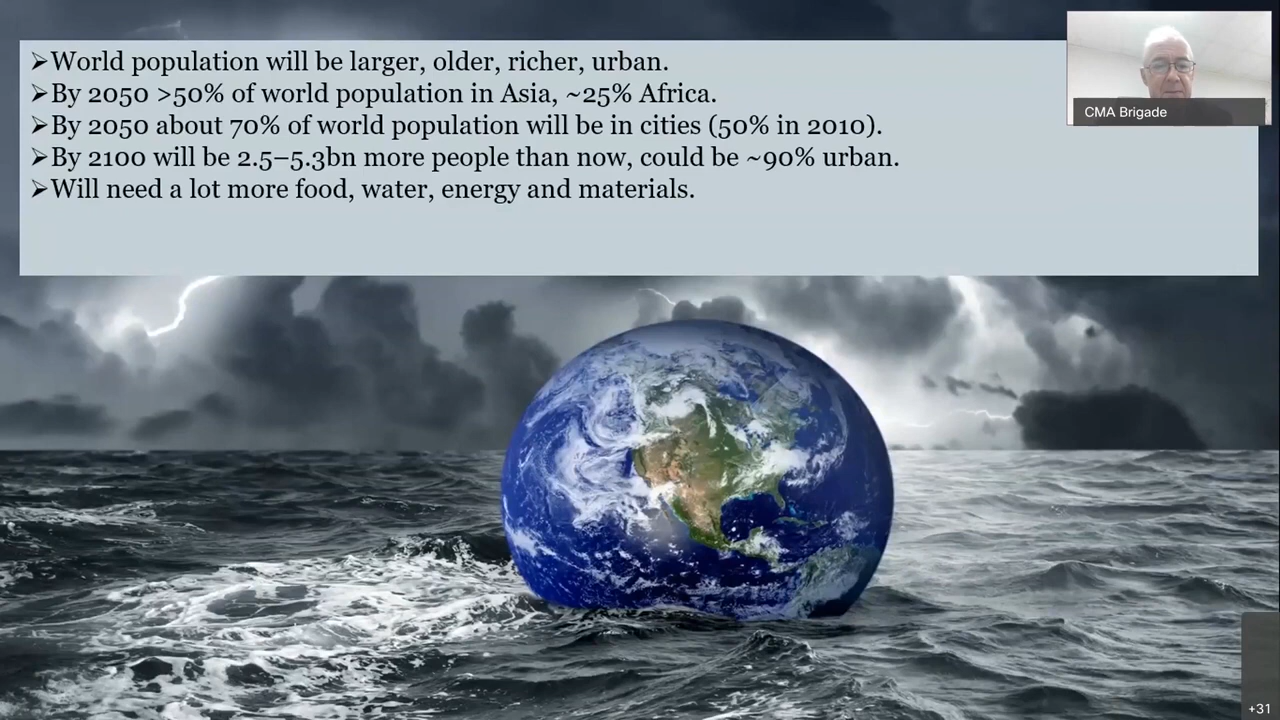 ➢World population will be larger, older, richer, urban.
➢By 2050 >50% of world population in Asia, ~25% Africa.
➢By 2050 about 70% of world population will be in cities (50% in 2010).
➢By 2100 will be 2.5–5.3bn more people than now, could be ~90% urban.
➢Will need a lot more food, water, energy and materials.
CMA Brigade
+31